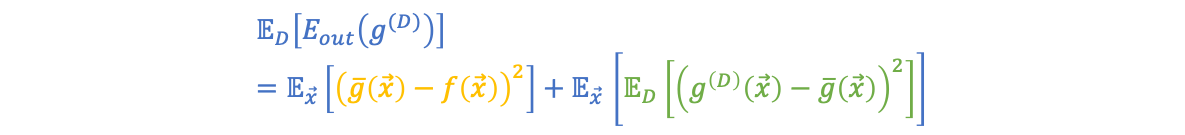 𝔼_D[E_out(g^(D))]
= 𝔼_x⃗[(ḡ(x⃗) − f(x⃗))²] + 𝔼_x⃗[𝔼_D[(g^(D)(x⃗) − ḡ(x⃗))²]]